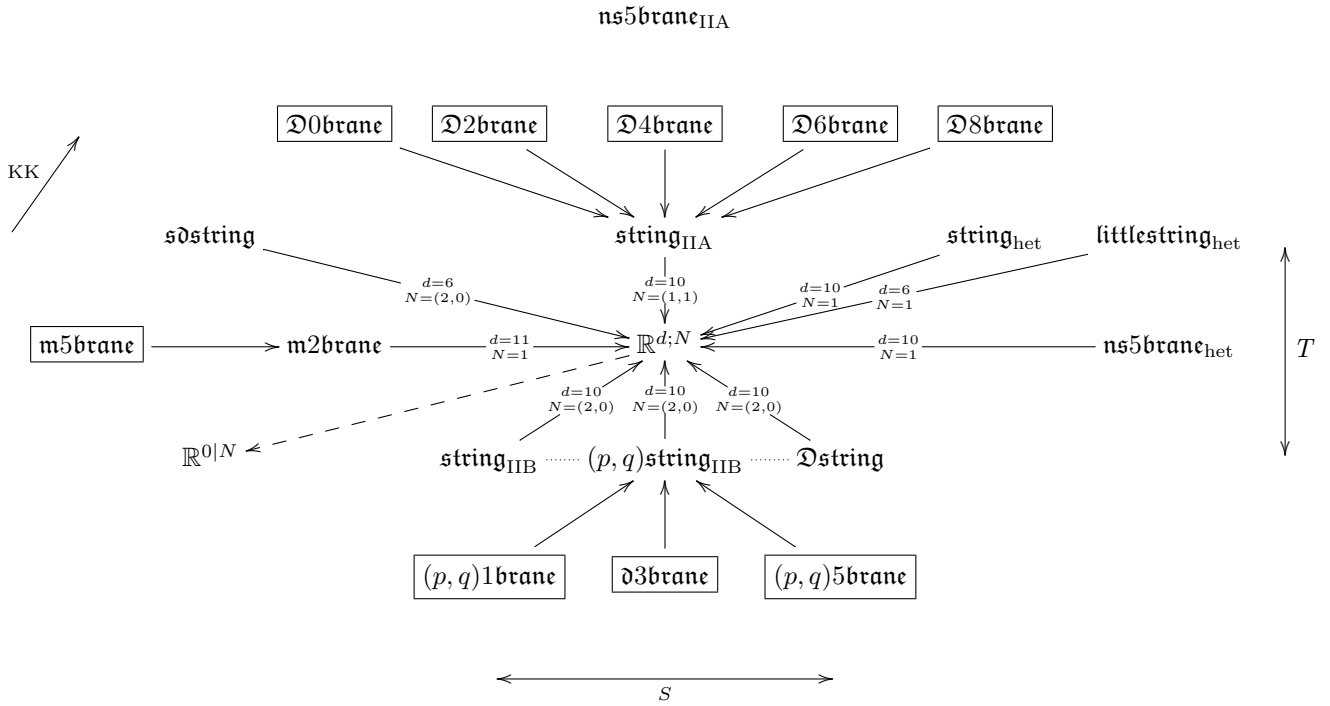 𝔫𝔰5𝔟𝔯𝔞𝔫𝔢_IIA
𝔇0𝔟𝔯𝔞𝔫𝔢 𝔇2𝔟𝔯𝔞𝔫𝔢 𝔇4𝔟𝔯𝔞𝔫𝔢 𝔇6𝔟𝔯𝔞𝔫𝔢 𝔇8𝔟𝔯𝔞𝔫𝔢
KK
𝔰𝔡𝔰𝔱𝔯𝔦𝔫𝔤 𝔰𝔱𝔯𝔦𝔫𝔤_IIA 𝔰𝔱𝔯𝔦𝔫𝔤_het 𝔩𝔦𝔱𝔱𝔩𝔢𝔰𝔱𝔯𝔦𝔫𝔤_het
d=6 d=10 d=10 d=6
N=(2,0) N=(1,1) N=1 N=1
𝔪5𝔟𝔯𝔞𝔫𝔢 𝔪2𝔟𝔯𝔞𝔫𝔢 d=11 ℝ^{d;N} d=10 𝔫𝔰5𝔟𝔯𝔞𝔫𝔢_het T
N=1 N=1
d=10 d=10 d=10
N=(2,0) N=(2,0) N=(2,0)
ℝ^{0|N} 𝔰𝔱𝔯𝔦𝔫𝔤_IIB (p, q)𝔰𝔱𝔯𝔦𝔫𝔤_IIB 𝔇𝔰𝔱𝔯𝔦𝔫𝔤
(p, q)1𝔟𝔯𝔞𝔫𝔢 𝔡3𝔟𝔯𝔞𝔫𝔢 (p, q)5𝔟𝔯𝔞𝔫𝔢
S